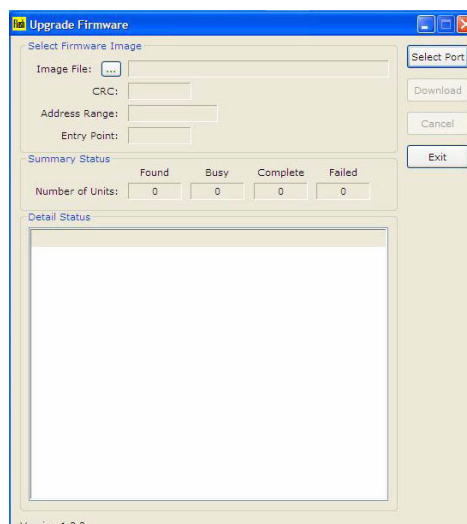 Flash Upgrade Firmware
Select Firmware Image
Image File: ...
CRC:
Address Range:
Entry Point:
Select Port
Download
Cancel
Exit
Summary Status
Found Busy Complete Failed
Number of Units: 0 0 0 0
Detail Status